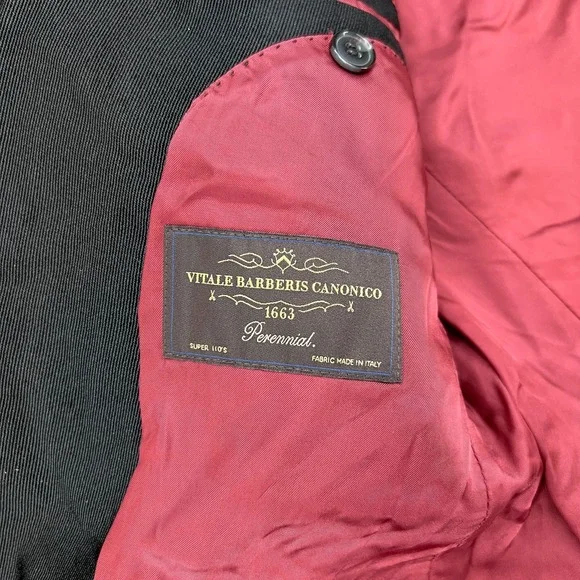 VITALE BARBERIS CANONICO
1663
Perennial.
SUPER 110'S
FABRIC MADE IN ITALY